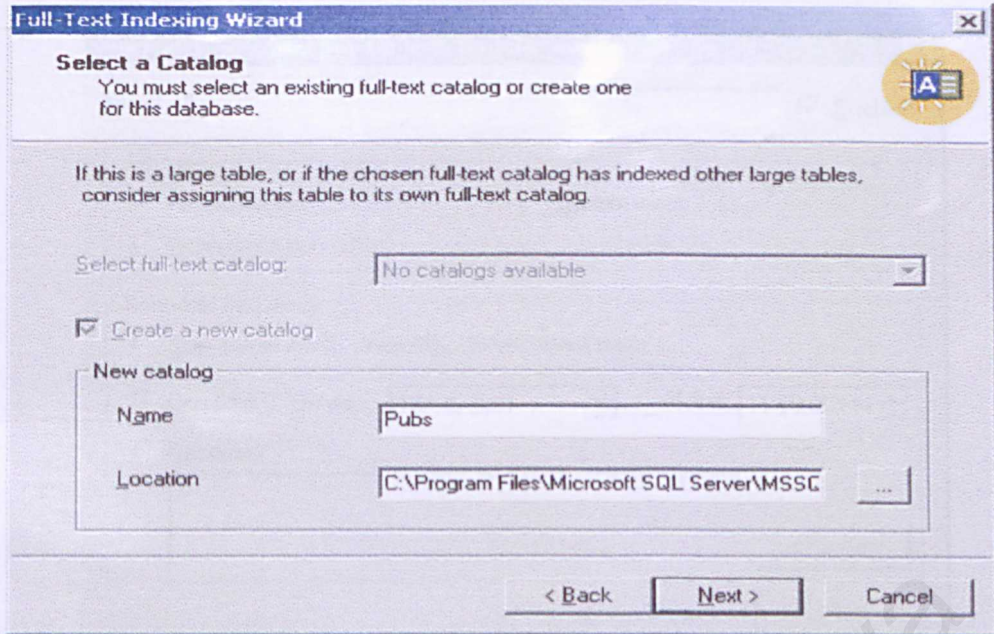 Full-Text Indexing Wizard
Select a Catalog
You must select an existing full-text catalog or create one
for this database.
If this is a large table, or if the chosen full-text catalog has indexed other large tables,
consider assigning this table to its own full-text catalog.
Select full-text catalog:
No catalogs available
Create a new catalog
New catalog
Name
Pubs
Location
C:\Program Files\Microsoft SQL Server\MSSQ
...
< Back
Next >
Cancel